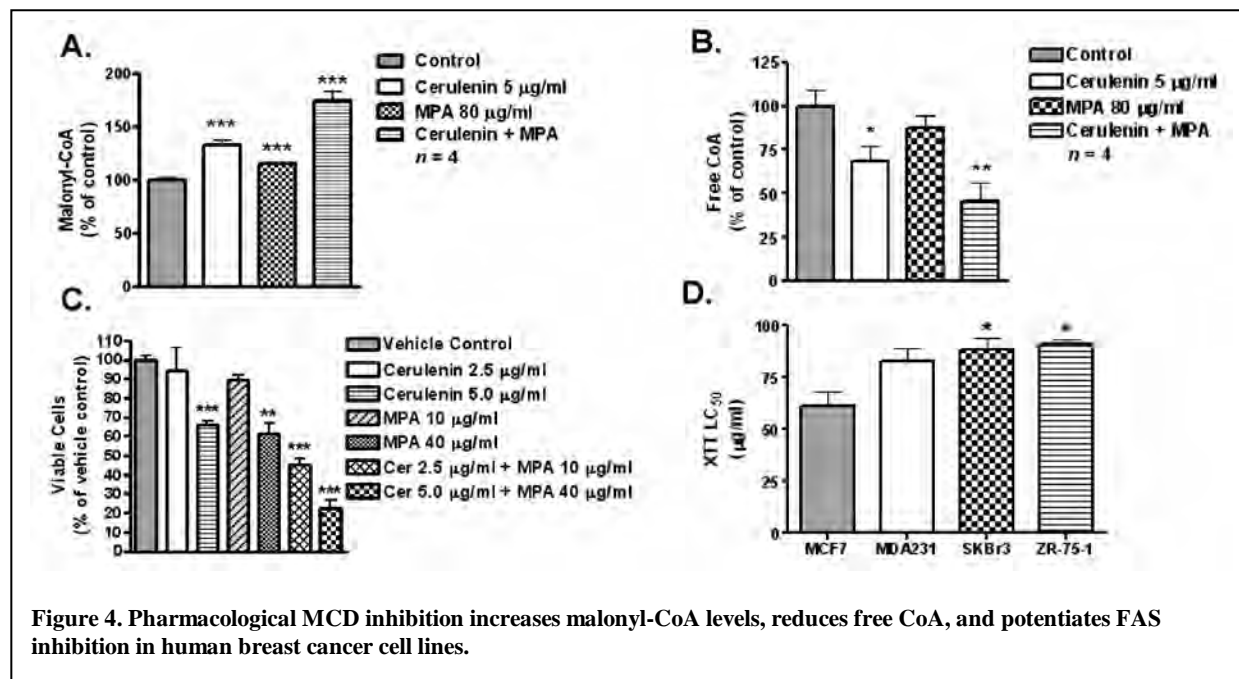 A.
Malonyl-CoA
(% of control)
200
150
100
50
0
***
***
***
Control
Cerulenin 5 µg/ml
MPA 80 µg/ml
Cerulenin + MPA
n = 4
B.
Free CoA
(% of control)
125
100
75
50
25
0
*
**
Control
Cerulenin 5 µg/ml
MPA 80 µg/ml
Cerulenin + MPA
n = 4
C.
Viable Cells
(% of vehicle control)
110
100
90
80
70
60
50
40
30
20
10
0
***
**
***
***
Vehicle Control
Cerulenin 2.5 µg/ml
Cerulenin 5.0 µg/ml
MPA 10 µg/ml
MPA 40 µg/ml
Cer 2.5 µg/ml + MPA 10 µg/ml
Cer 5.0 µg/ml + MPA 40 µg/ml
D.
XTT LC50
(µg/ml)
100
75
50
25
0
*
*
MCF7 MDA231 SKBr3 ZR-75-1
Figure 4. Pharmacological MCD inhibition increases malonyl-CoA levels, reduces free CoA, and potentiates FAS
inhibition in human breast cancer cell lines.